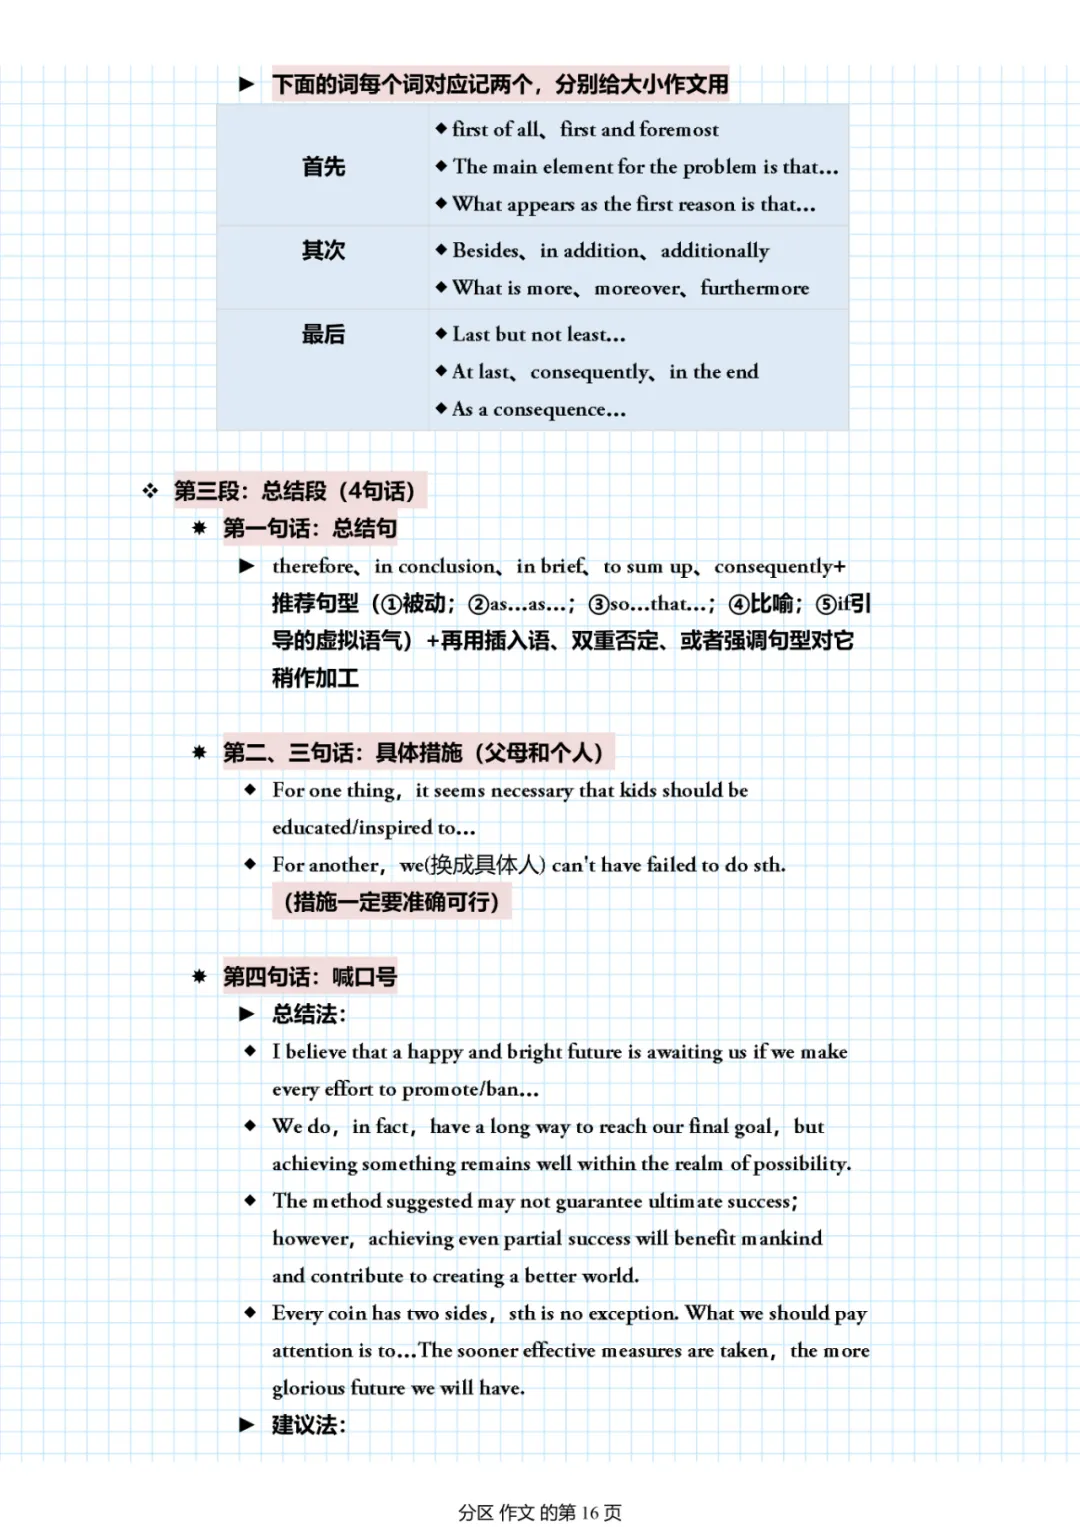 ► 下面的词每个词对应记两个，分别给大小作文用
首先
◆ first of all、first and foremost
◆ The main element for the problem is that...
◆ What appears as the first reason is that...
其次
◆ Besides、in addition、additionally
◆ What is more、moreover、furthermore
最后
◆ Last but not least...
◆ At last、consequently、in the end
◆ As a consequence...
❖ 第三段：总结段（4句话）
✷ 第一句话：总结句
► therefore、in conclusion、in brief、to sum up、consequently+
推荐句型（①被动；②as...as...；③so...that...；④比喻；⑤if引
导的虚拟语气）+再用插入语、双重否定、或者强调句型对它
稍作加工
✷ 第二、三句话：具体措施（父母和个人）
◆ For one thing，it seems necessary that kids should be
educated/inspired to...
◆ For another，we(换成具体人) can't have failed to do sth.
（措施一定要准确可行）
✷ 第四句话：喊口号
► 总结法：
◆ I believe that a happy and bright future is awaiting us if we make
every effort to promote/ban...
◆ We do，in fact，have a long way to reach our final goal，but
achieving something remains well within the realm of possibility.
◆ The method suggested may not guarantee ultimate success；
however，achieving even partial success will benefit mankind
and contribute to creating a better world.
◆ Every coin has two sides，sth is no exception. What we should pay
attention is to...The sooner effective measures are taken，the more
glorious future we will have.
► 建议法：
分区 作文 的第 16 页